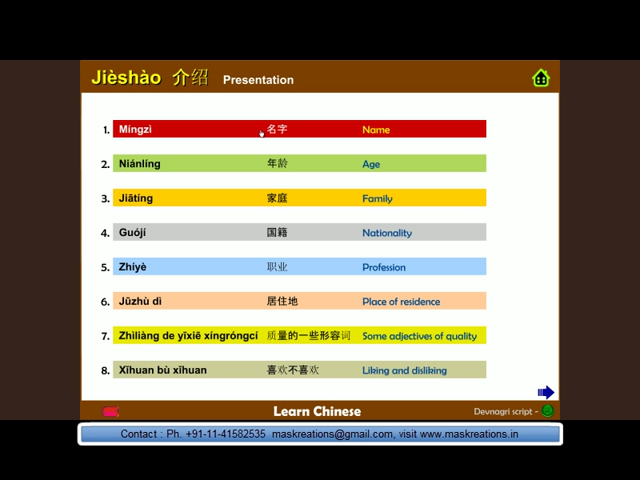 Jièshào 介绍 Presentation
1. Míngzì 名字 Name
2. Niánlíng 年龄 Age
3. Jiātíng 家庭 Family
4. Guójí 国籍 Nationality
5. Zhíyè 职业 Profession
6. Jūzhù dì 居住地 Place of residence
7. Zhìliàng de yīxiē xíngróngcí 质量的一些形容词 Some adjectives of quality
8. Xǐhuan bù xǐhuan 喜欢不喜欢 Liking and disliking
Learn Chinese Devnagri script -
Contact : Ph. +91-11-41582535 maskreations@gmail.com, visit www.maskreations.in